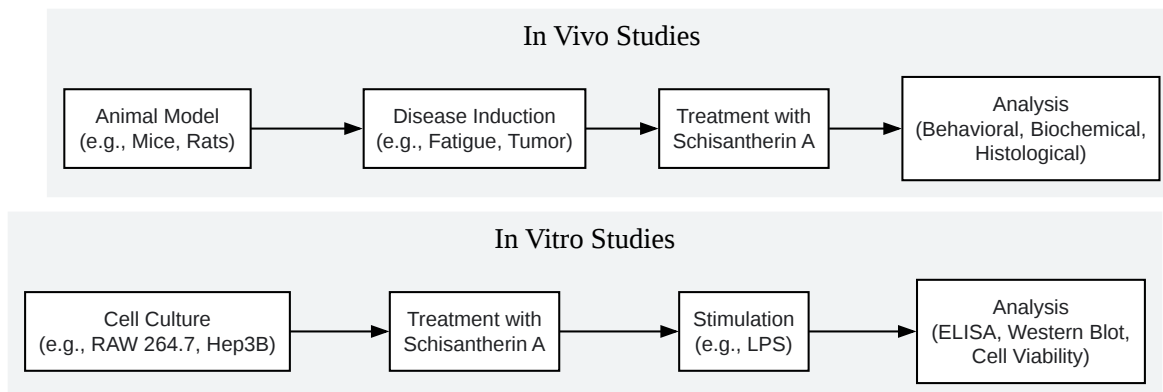 In Vivo Studies
Animal Model
(e.g., Mice, Rats)
Disease Induction
(e.g., Fatigue, Tumor)
Treatment with
Schisantherin A
Analysis
(Behavioral, Biochemical,
Histological)
In Vitro Studies
Cell Culture
(e.g., RAW 264.7, Hep3B)
Treatment with
Schisantherin A
Stimulation
(e.g., LPS)
Analysis
(ELISA, Western Blot,
Cell Viability)